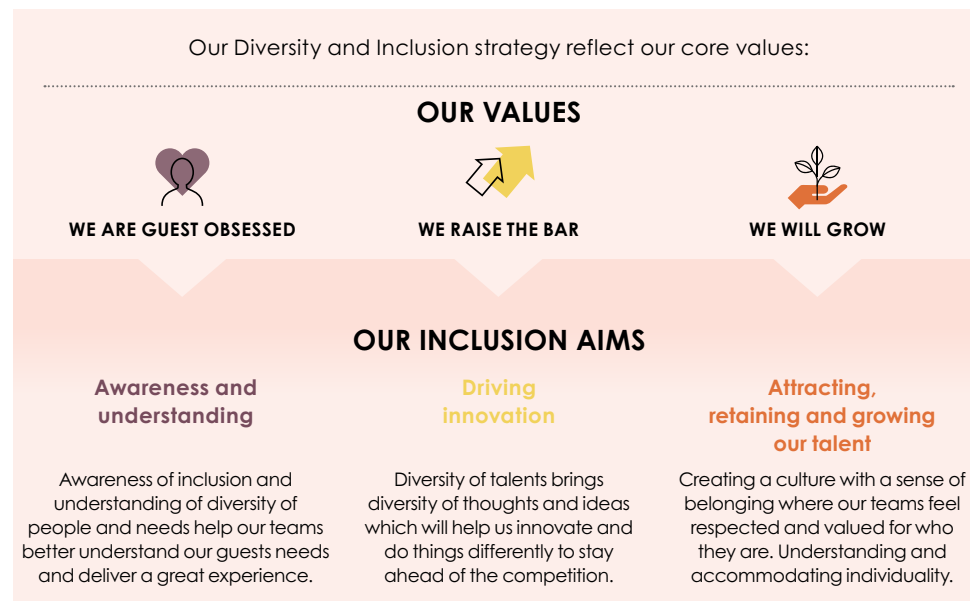 Our Diversity and Inclusion strategy reflect our core values:
OUR VALUES
WE ARE GUEST OBSESSED
WE RAISE THE BAR
WE WILL GROW
OUR INCLUSION AIMS
Awareness and
understanding
Awareness of inclusion and
understanding of diversity of
people and needs help our teams
better understand our guests needs
and deliver a great experience.
Driving
innovation
Diversity of talents brings
diversity of thoughts and ideas
which will help us innovate and
do things differently to stay
ahead of the competition.
Attracting,
retaining and growing
our talent
Creating a culture with a sense of
belonging where our teams feel
respected and valued for who
they are. Understanding and
accommodating individuality.